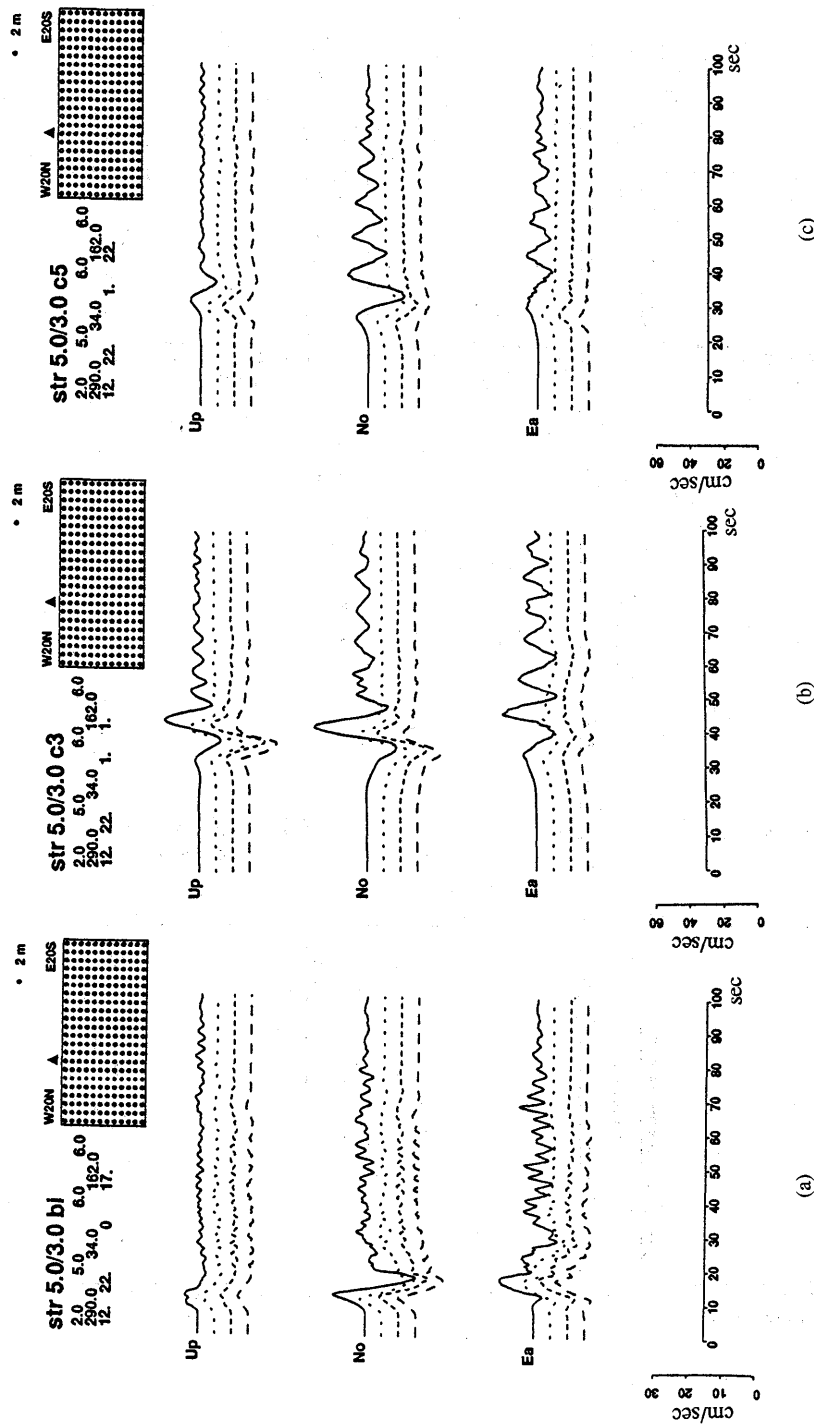 • 2 m
W20N E20S
str 5.0/3.0 bl
2.0 5.0 6.0 6.0
290.0 34.0 162.0
12. 22. 0 17.
Up
No
Ea
0 10 20 30 40 50 60 70 80 90 100
sec
30
20
10
0
cm/sec
(a)
• 2 m
W20N E20S
str 5.0/3.0 c3
2.0 5.0 6.0 6.0
290.0 34.0 162.0
12. 22. 1. 1.
Up
No
Ea
0 10 20 30 40 50 60 70 80 90 100
sec
60
40
20
0
cm/sec
(b)
• 2 m
W20N E20S
str 5.0/3.0 c5
2.0 5.0 6.0 6.0
290.0 34.0 162.0
12. 22. 1. 22.
Up
No
Ea
0 10 20 30 40 50 60 70 80 90 100
sec
60
40
20
0
cm/sec
(c)